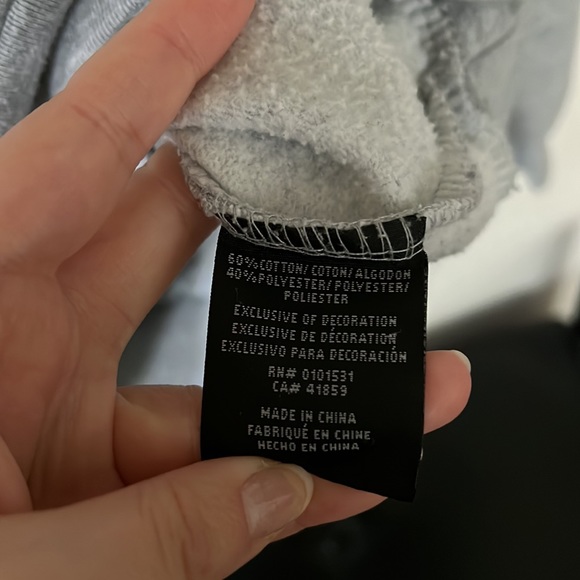 60%COTTON/ COTON/ ALGODON
40%POLYESTER/ POLYESTER/
POLIESTER
EXCLUSIVE OF DECORATION
EXCLUSIVE DE DÉCORATION
EXCLUSIVO PARA DECORACIÓN
RN# 0101531
CA# 41859
MADE IN CHINA
FABRIQUÉ EN CHINE
HECHO EN CHINA